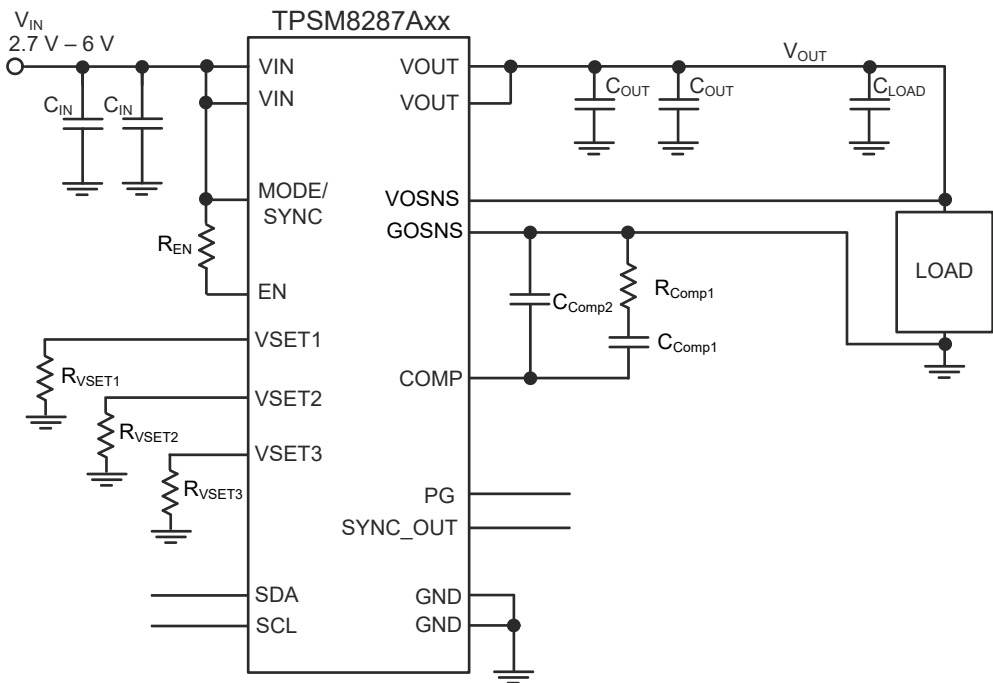 TPSM8287Axx
VIN
2.7 V – 6 V
VIN
VIN
MODE/
SYNC
EN
VSET1
VSET2
VSET3
SDA
SCL
VOUT
VOUT
VOSNS
GOSNS
COMP
PG
SYNC_OUT
GND
GND
CIN
CIN
REN
RVSET1
RVSET2
RVSET3
VOUT
COUT
COUT
CLOAD
CComp2
RComp1
CComp1
LOAD